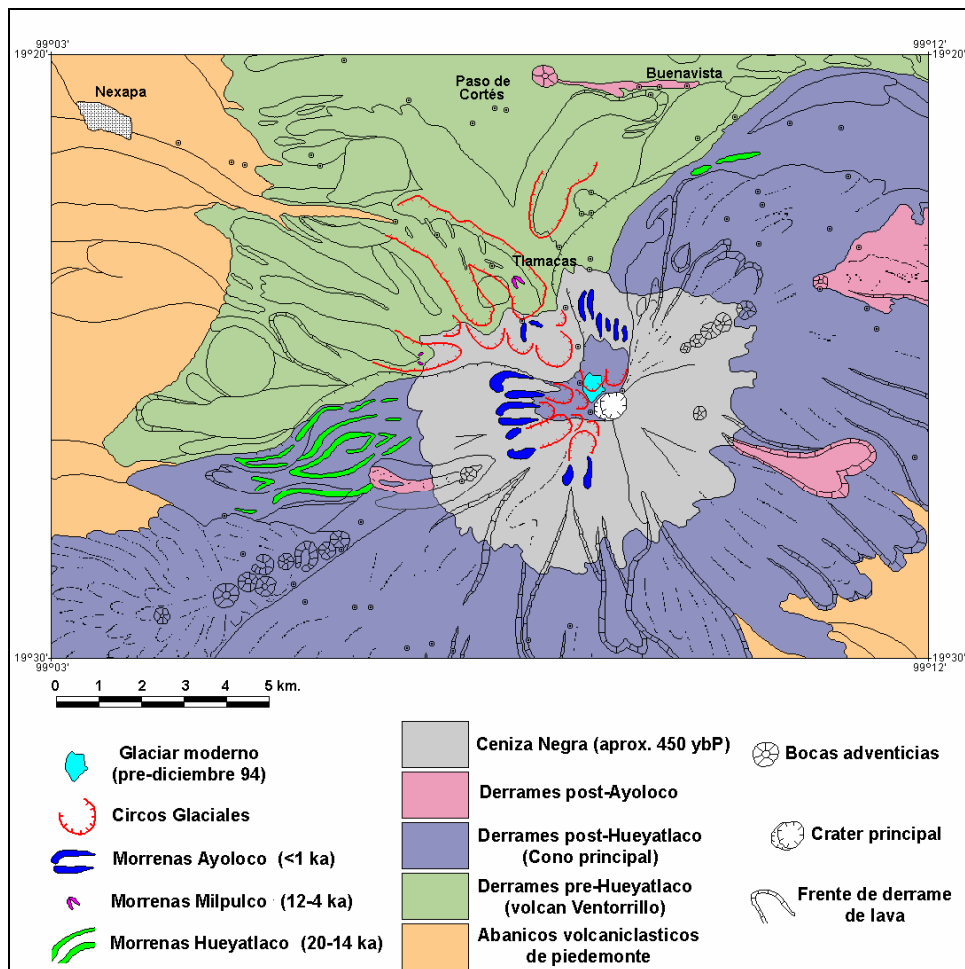 99°03'
99°12'
19°20'
19°20'
Nexapa
Paso de
Cortés
Buenavista
Tlamacas
19°30'
19°30'
99°03'
99°12'
0 1 2 3 4 5 km.
Glaciar moderno
(pre-diciembre 94)
Circos Glaciales
Morrenas Ayoloco (<1 ka)
Morrenas Milpulco (12-4 ka)
Morrenas Hueyatlaco (20-14 ka)
Ceniza Negra (aprox. 450 ybP)
Derrames post-Ayoloco
Derrames post-Hueyatlaco
(Cono principal)
Derrames pre-Hueyatlaco
(volcan Ventorrillo)
Abanicos volcaniclasticos
de piedemonte
Bocas adventicias
Crater principal
Frente de derrame
de lava